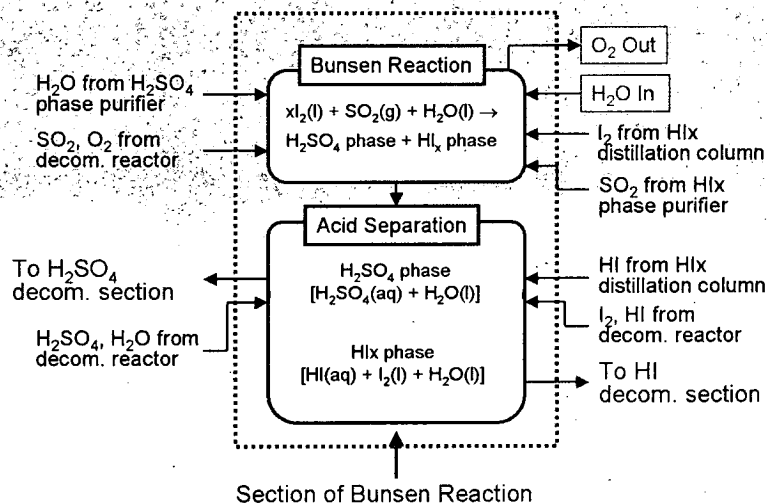 O₂ Out
Bunsen Reaction
H₂O from H₂SO₄
phase purifier
H₂O In
xI₂(l) + SO₂(g) + H₂O(l) →
H₂SO₄ phase + HIₓ phase
SO₂, O₂ from
decom. reactor
I₂ from HIx
distillation column
SO₂ from HIx
phase purifier
Acid Separation
To H₂SO₄
decom. section
H₂SO₄ phase
[H₂SO₄(aq) + H₂O(l)]
HI from HIx
distillation column
H₂SO₄, H₂O from
decom. reactor
I₂, HI from
decom. reactor
HIx phase
[HI(aq) + I₂(l) + H₂O(l)]
To HI
decom. section
Section of Bunsen Reaction